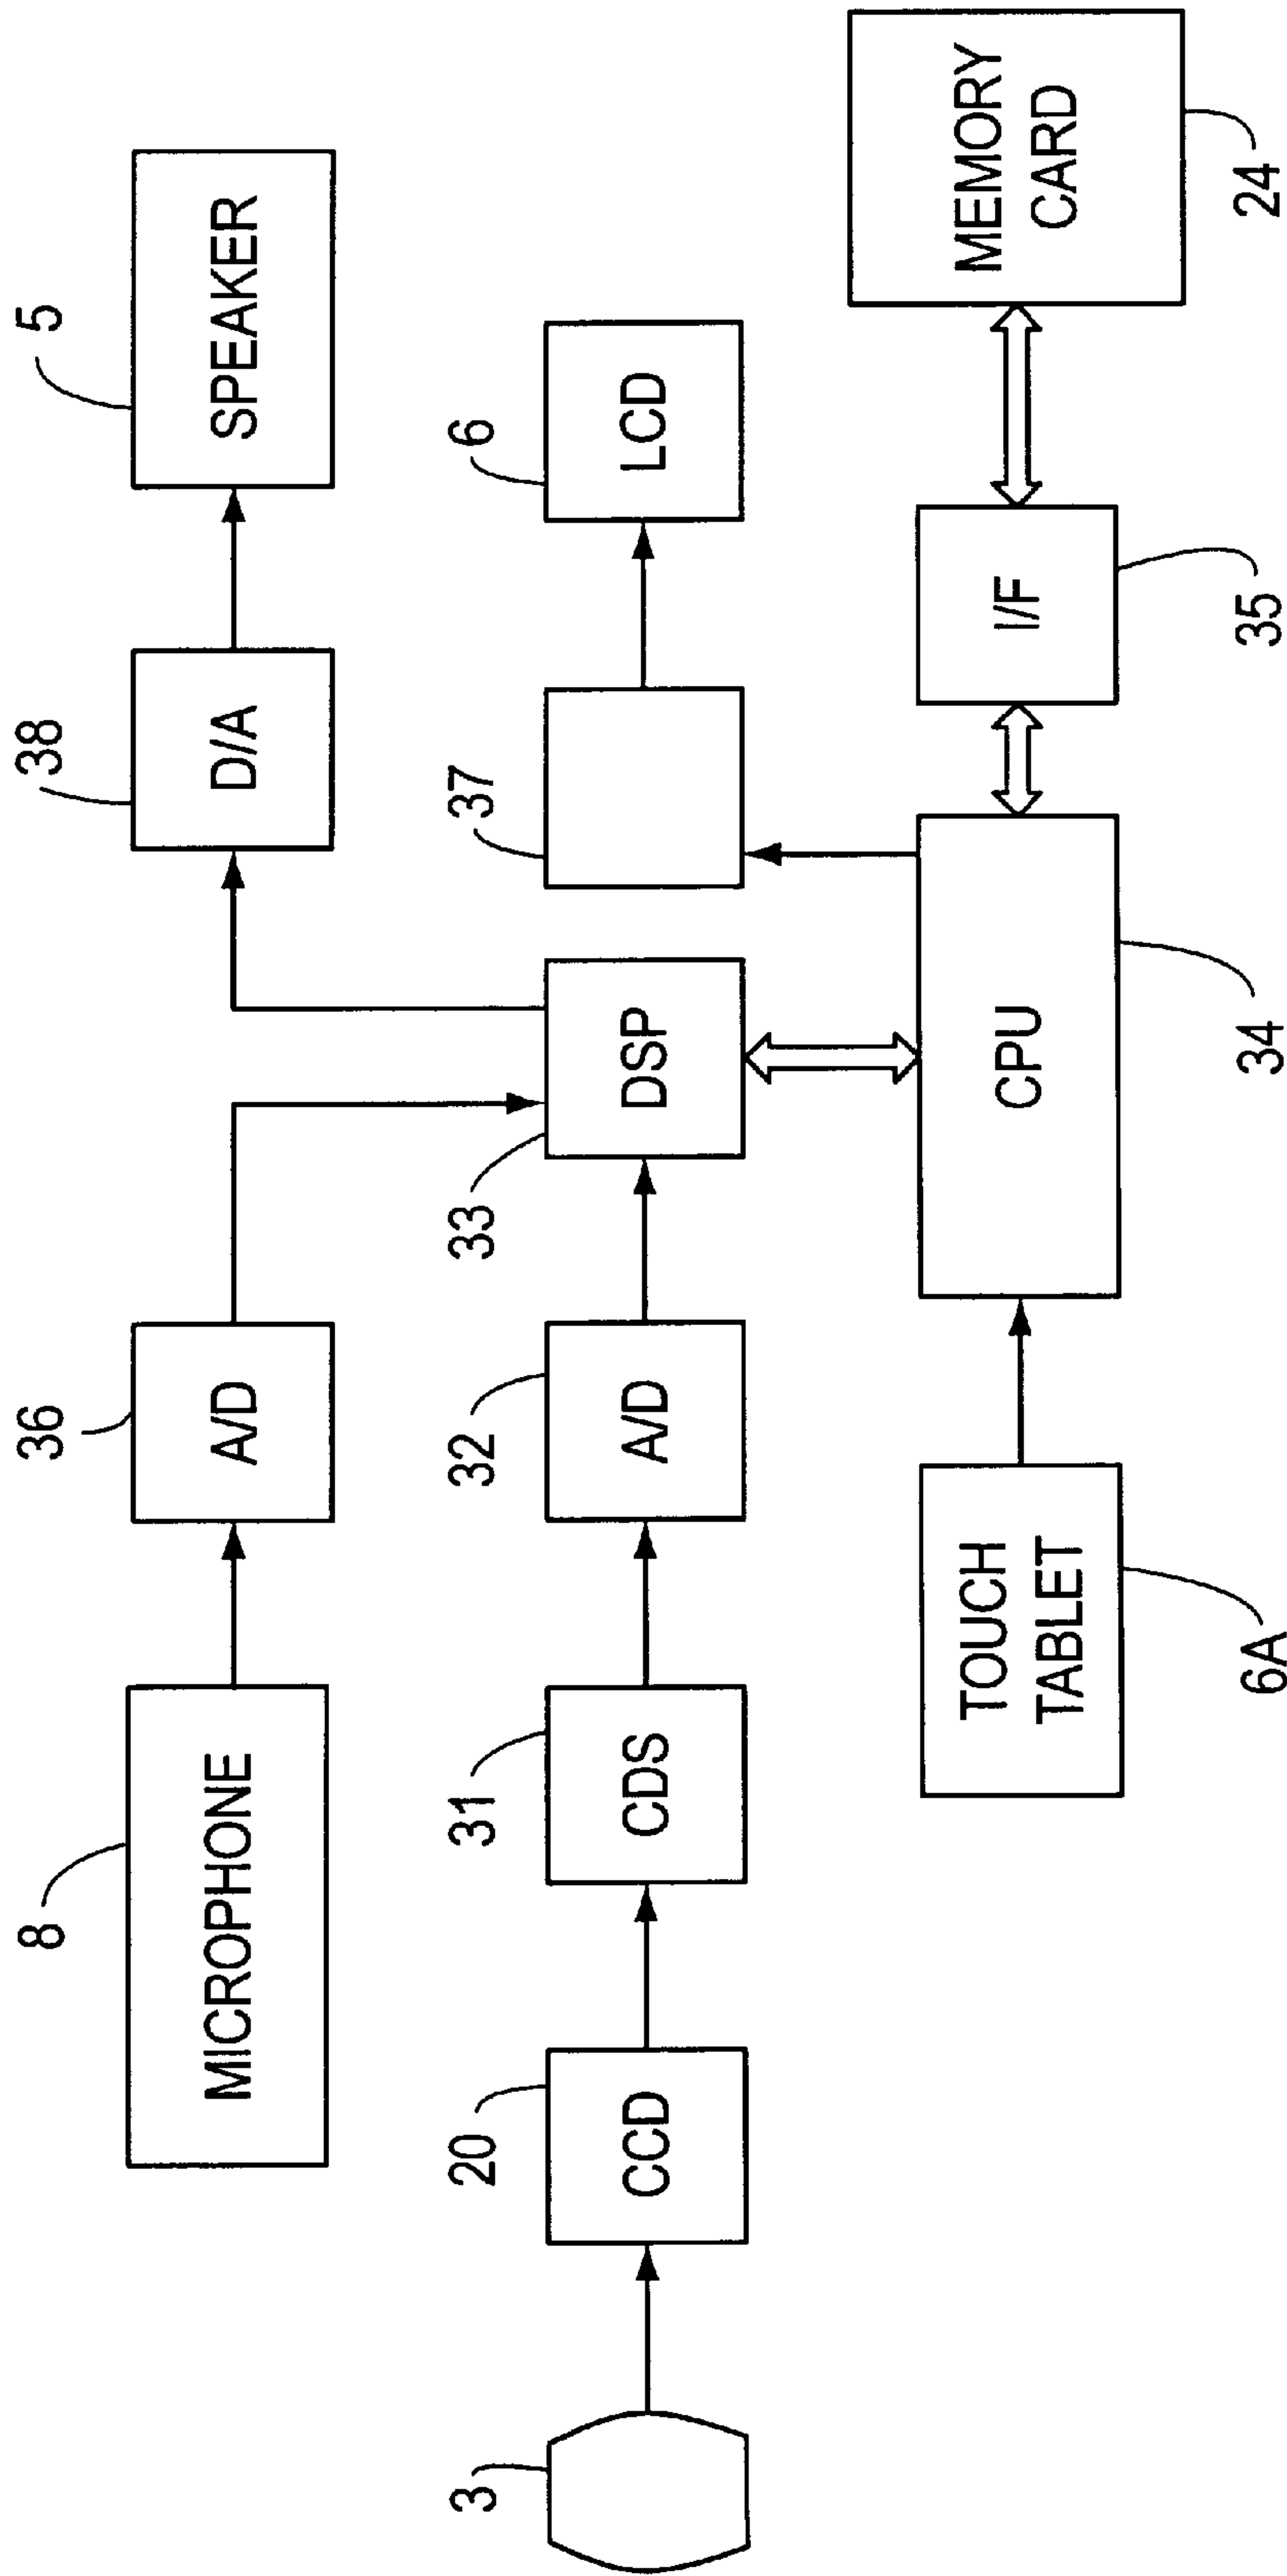 8
MICROPHONE
36
A/D
38
D/A
5
SPEAKER
3
20
CCD
31
CDS
32
A/D
33
DSP
37
6
LCD
TOUCH
TABLET
6A
CPU
34
I/F
35
MEMORY
CARD
24